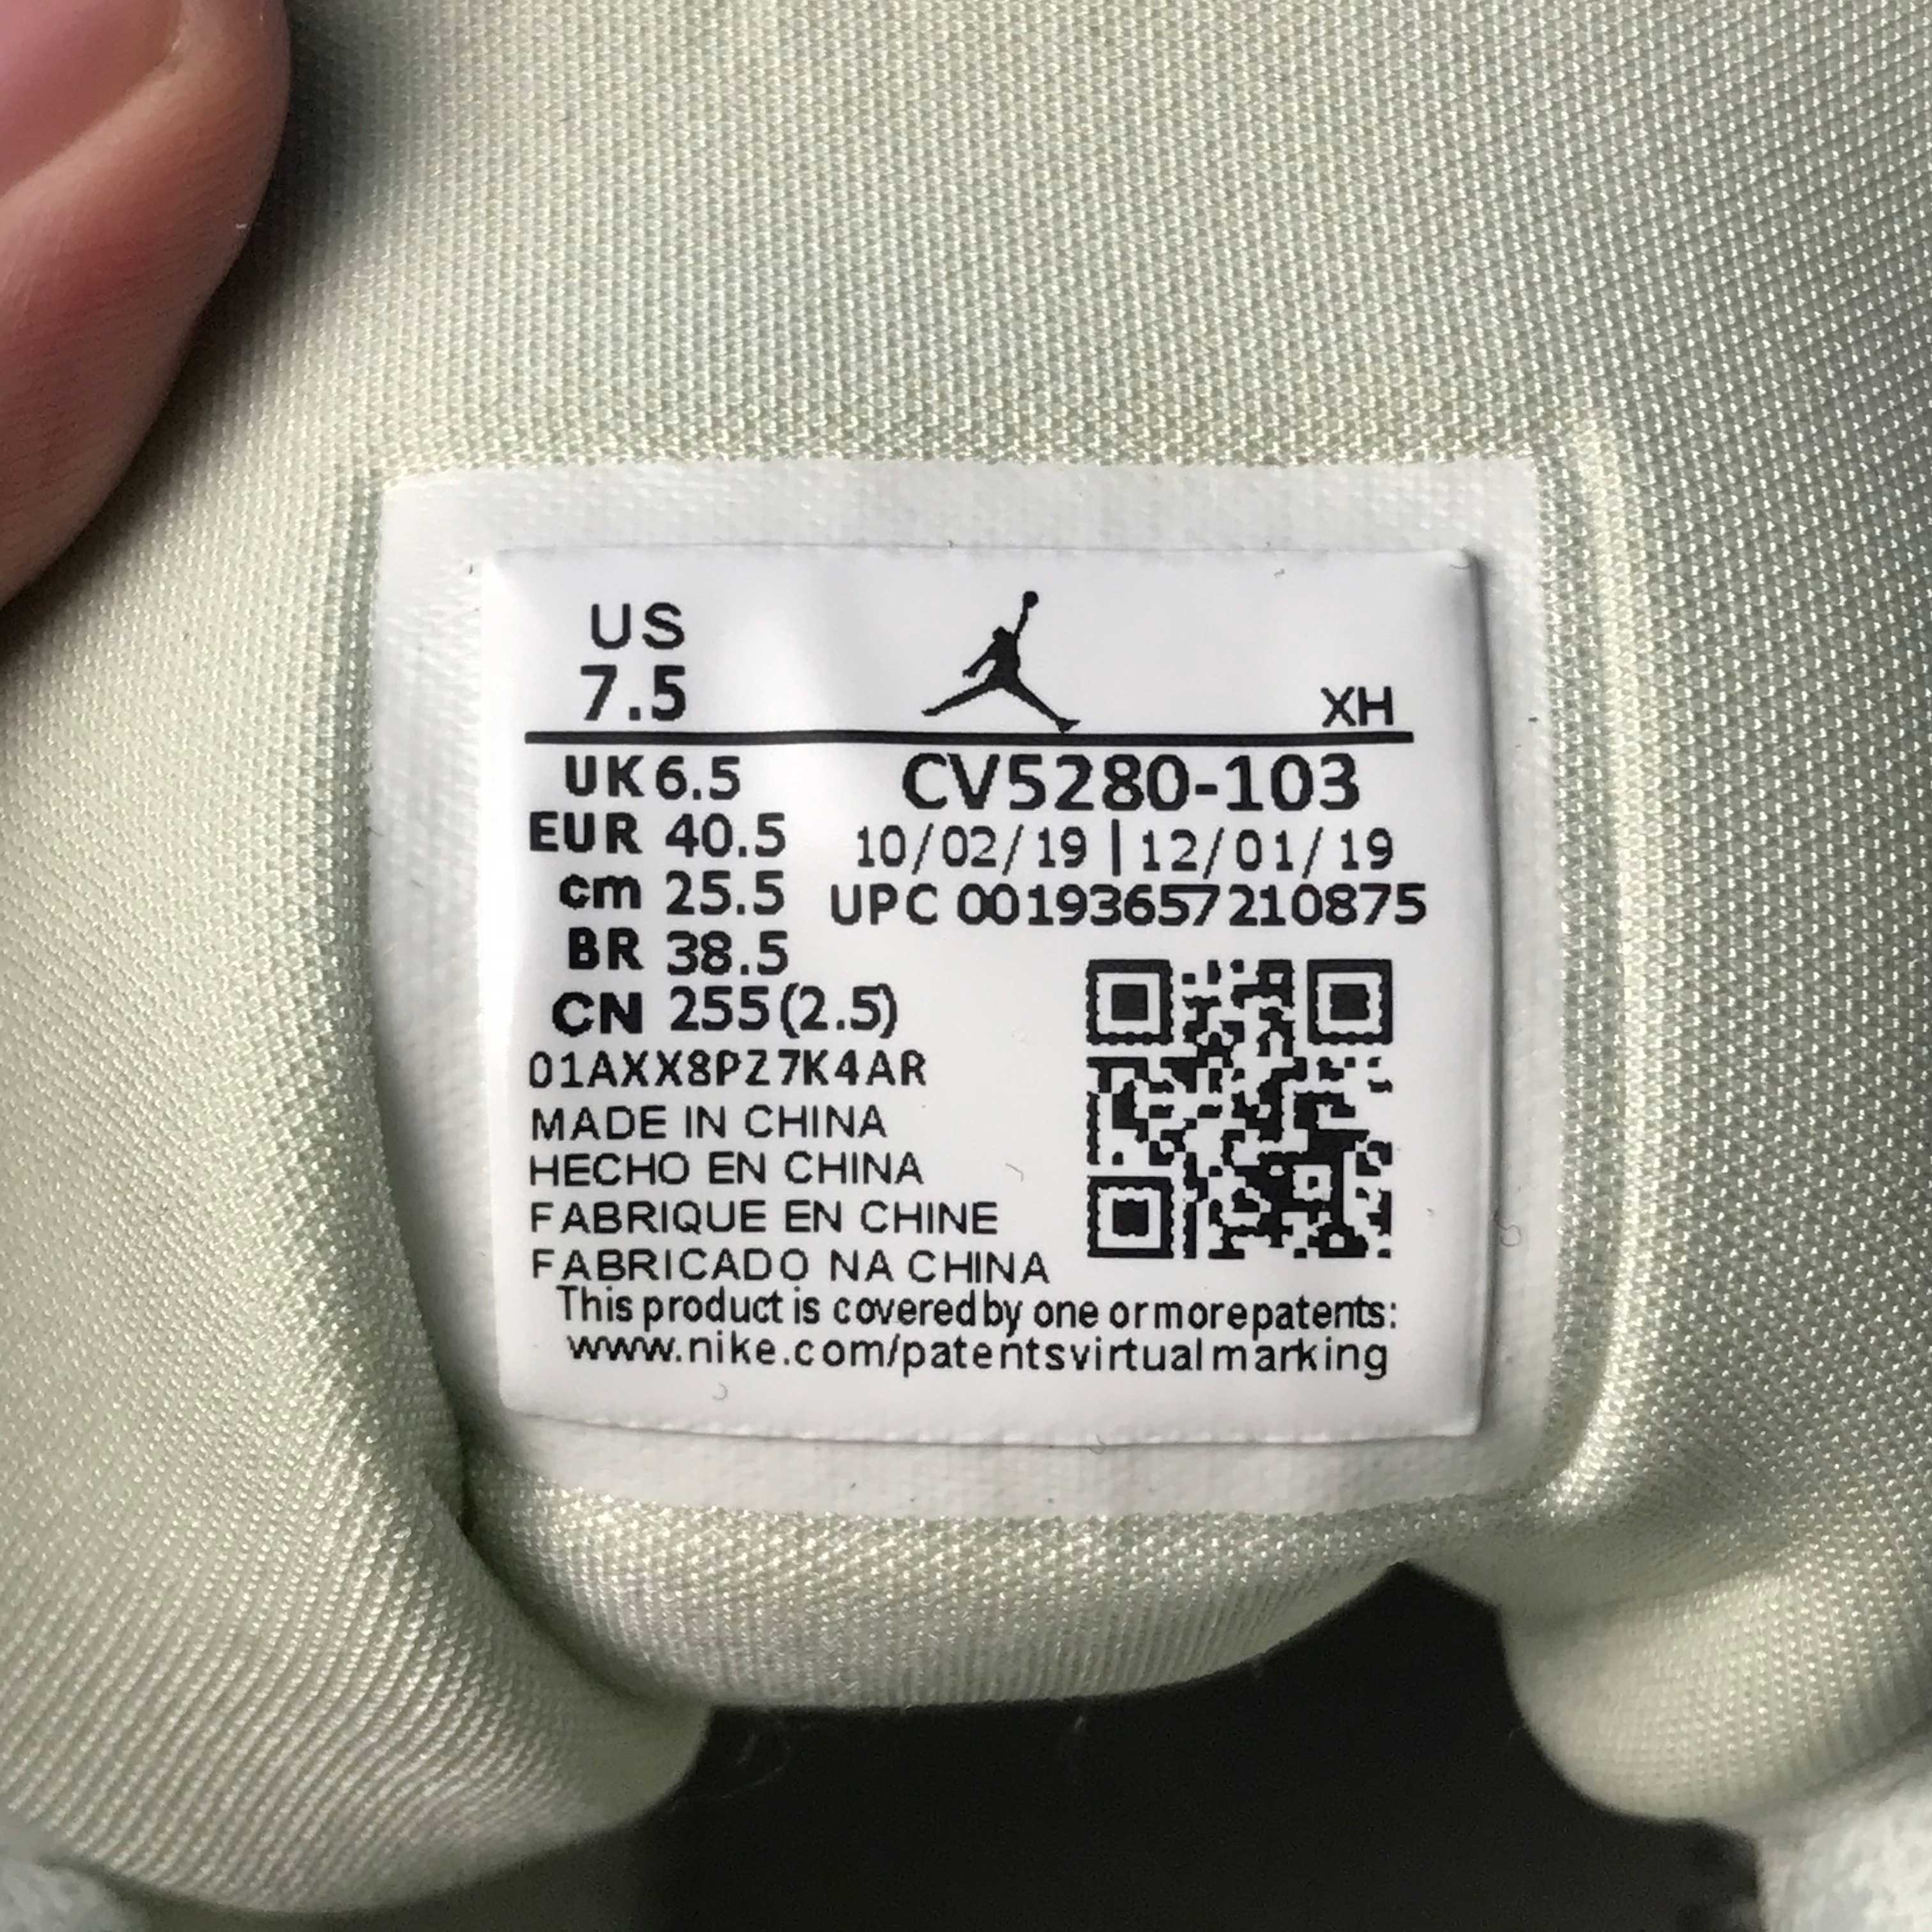 US
7.5
XH
UK 6.5
CV5280-103
EUR 40.5
10/02/19 | 12/01/19
cm 25.5
UPC 00193657210875
BR 38.5
CN 255(2.5)
01AXX8PZ7K4AR
MADE IN CHINA
HECHO EN CHINA
FABRIQUE EN CHINE
FABRICADO NA CHINA
This product is covered by one or more patents:
www.nike.com/patentsvirtualmarking